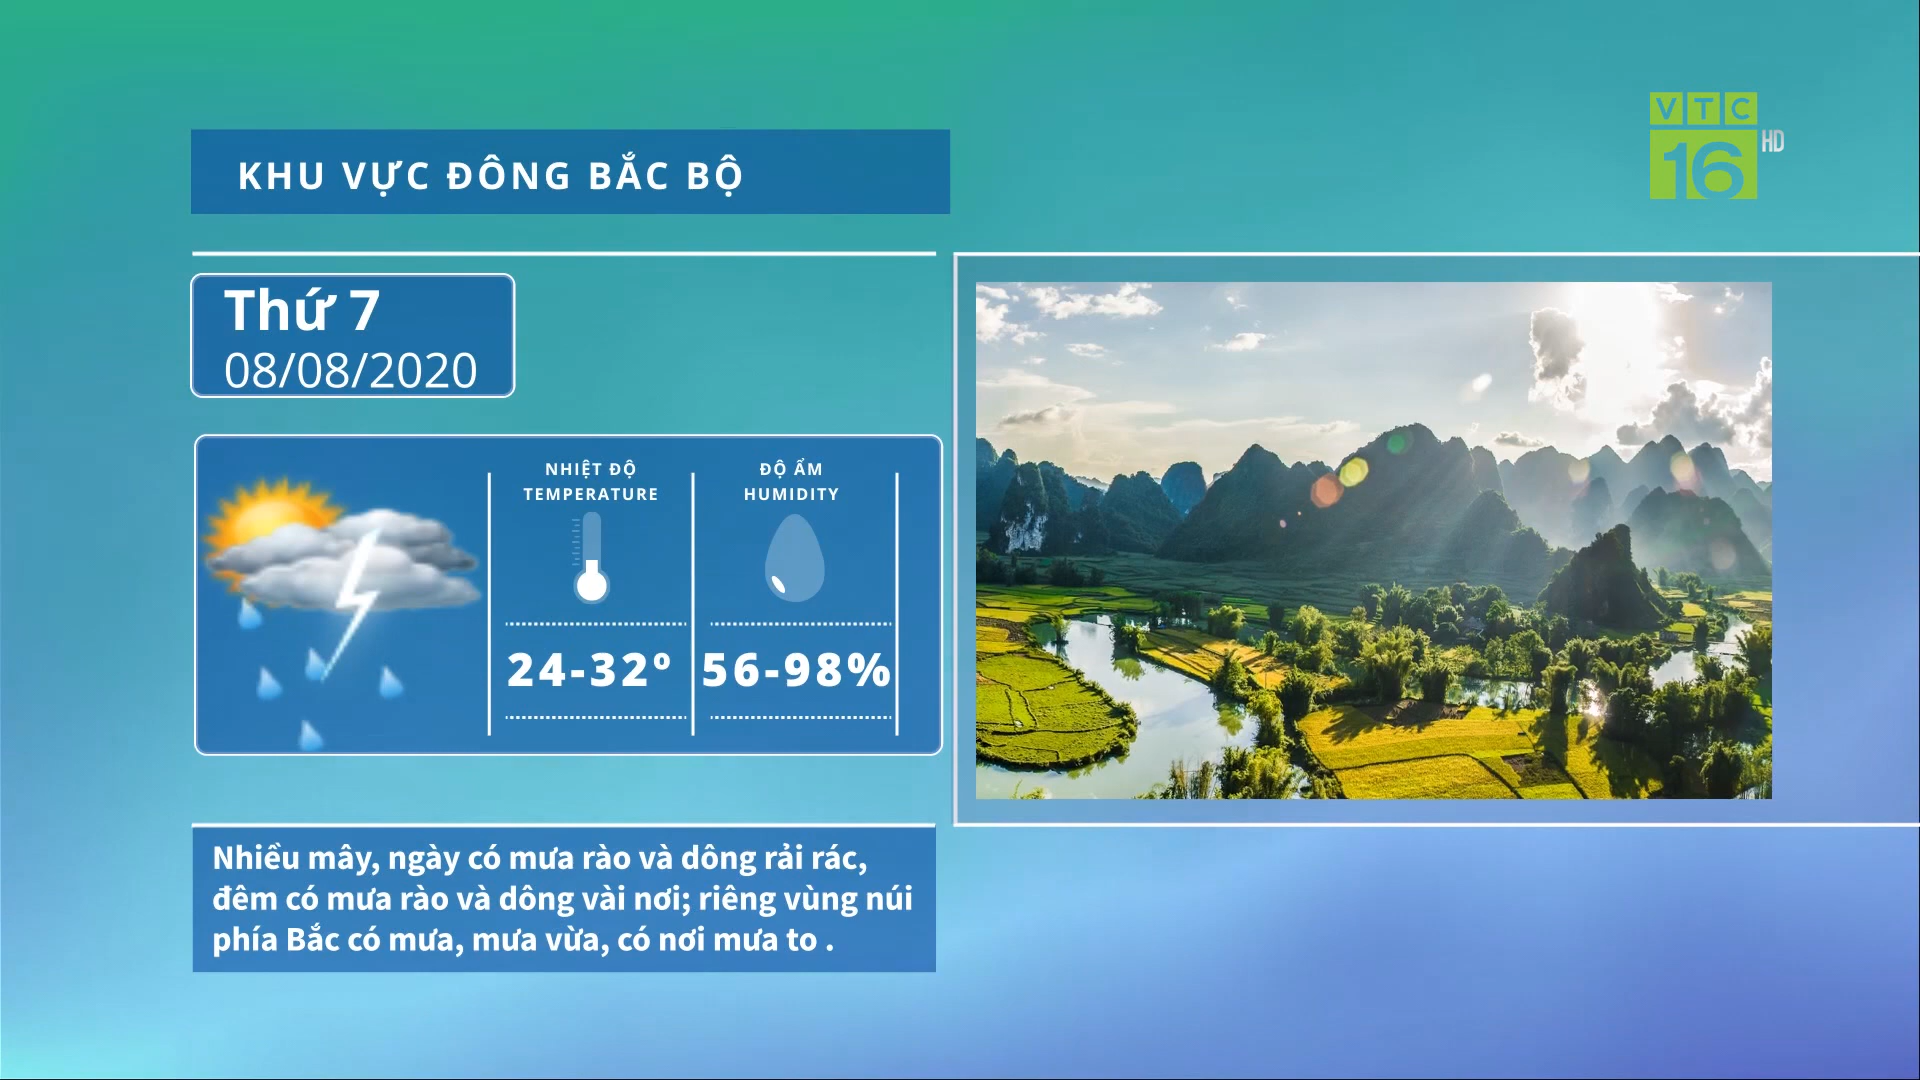 VTC
16 HD
KHU VỰC ĐÔNG BẮC BỘ
Thứ 7
08/08/2020
NHIỆT ĐỘ
TEMPERATURE
24-32º
ĐỘ ẨM
HUMIDITY
56-98%
Nhiều mây, ngày có mưa rào và dông rải rác,
đêm có mưa rào và dông vài nơi; riêng vùng núi
phía Bắc có mưa, mưa vừa, có nơi mưa to .